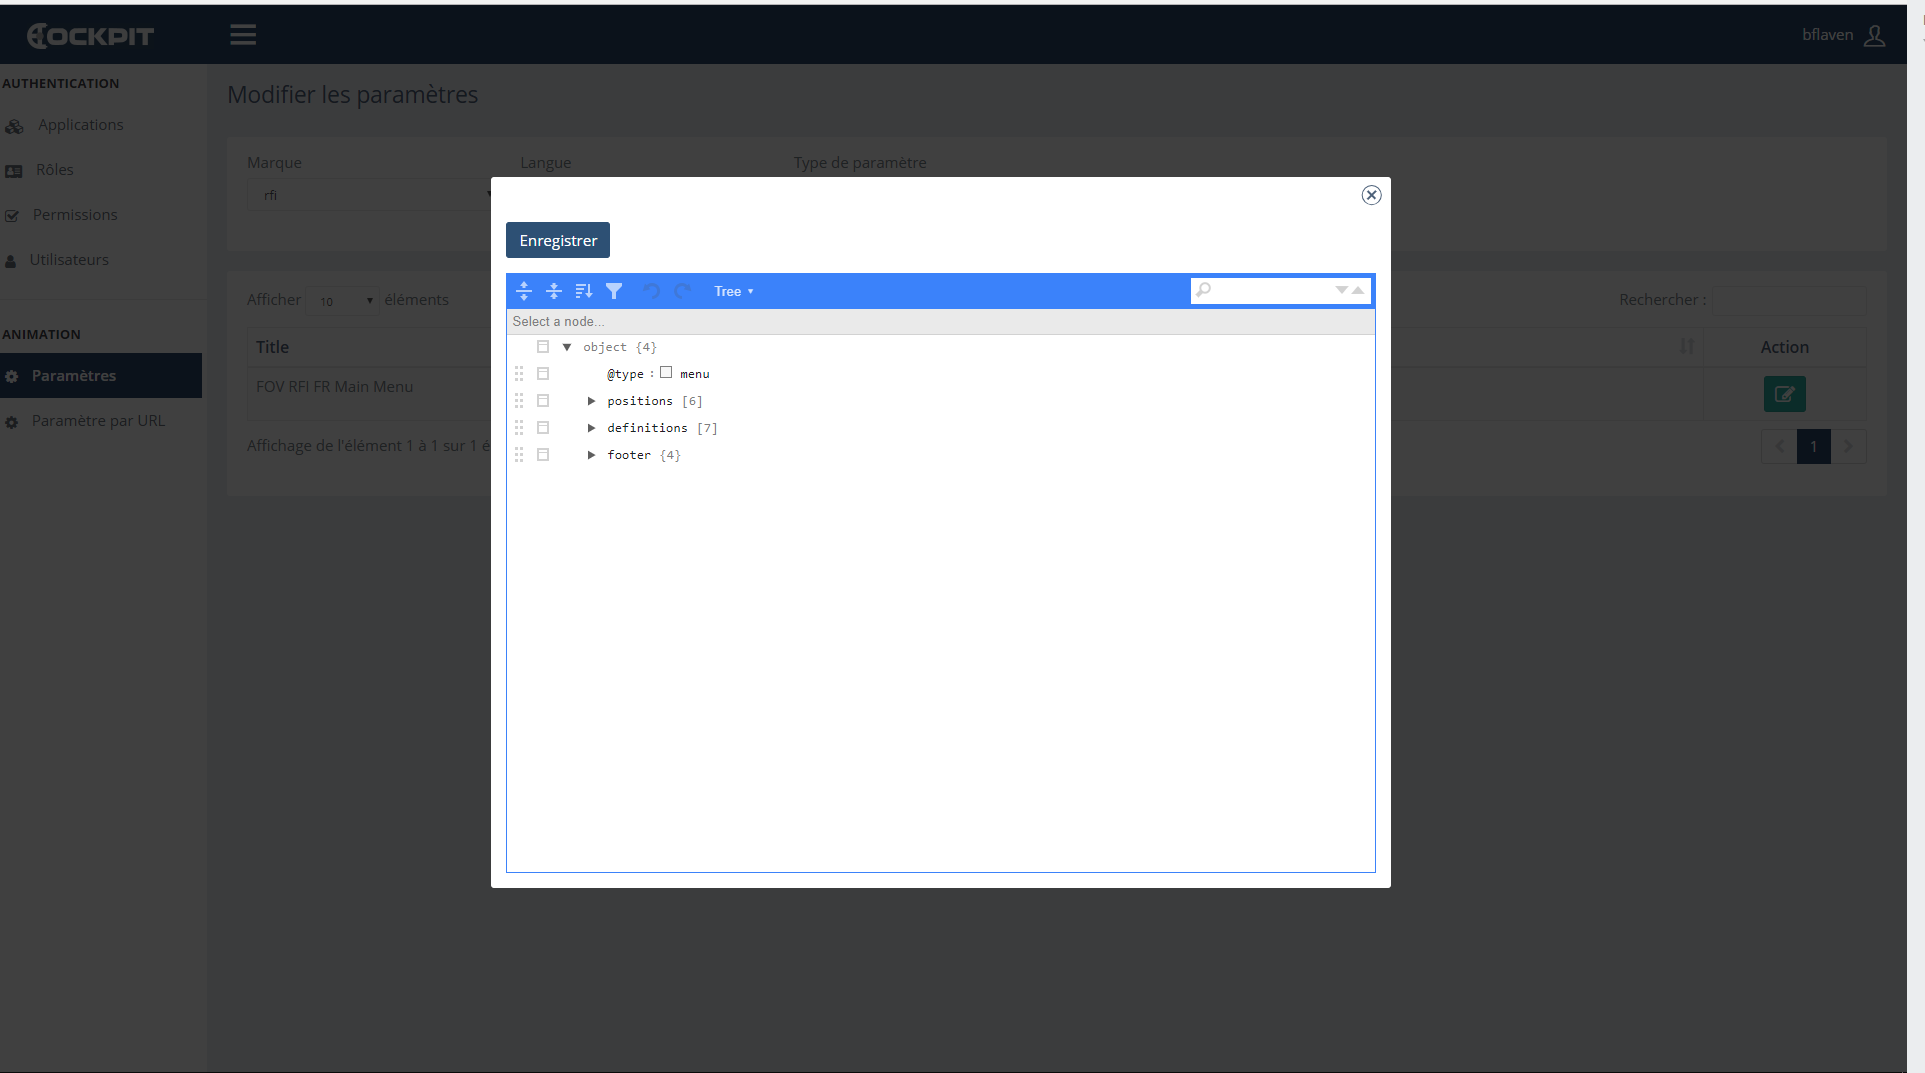 COCKPIT
bflaven
AUTHENTICATION
Applications
Rôles
Permissions
Utilisateurs
ANIMATION
Paramètres
Paramètre par URL
Modifier les paramètres
Marque Langue Type de paramètre
rfi
Afficher 10 éléments
Rechercher :
Title Action
FOV RFI FR Main Menu
Affichage de l'élément 1 à 1 sur 1 é
1
Enregistrer
Tree
Select a node...
object {4}
@type : menu
positions [6]
definitions [7]
footer {4}